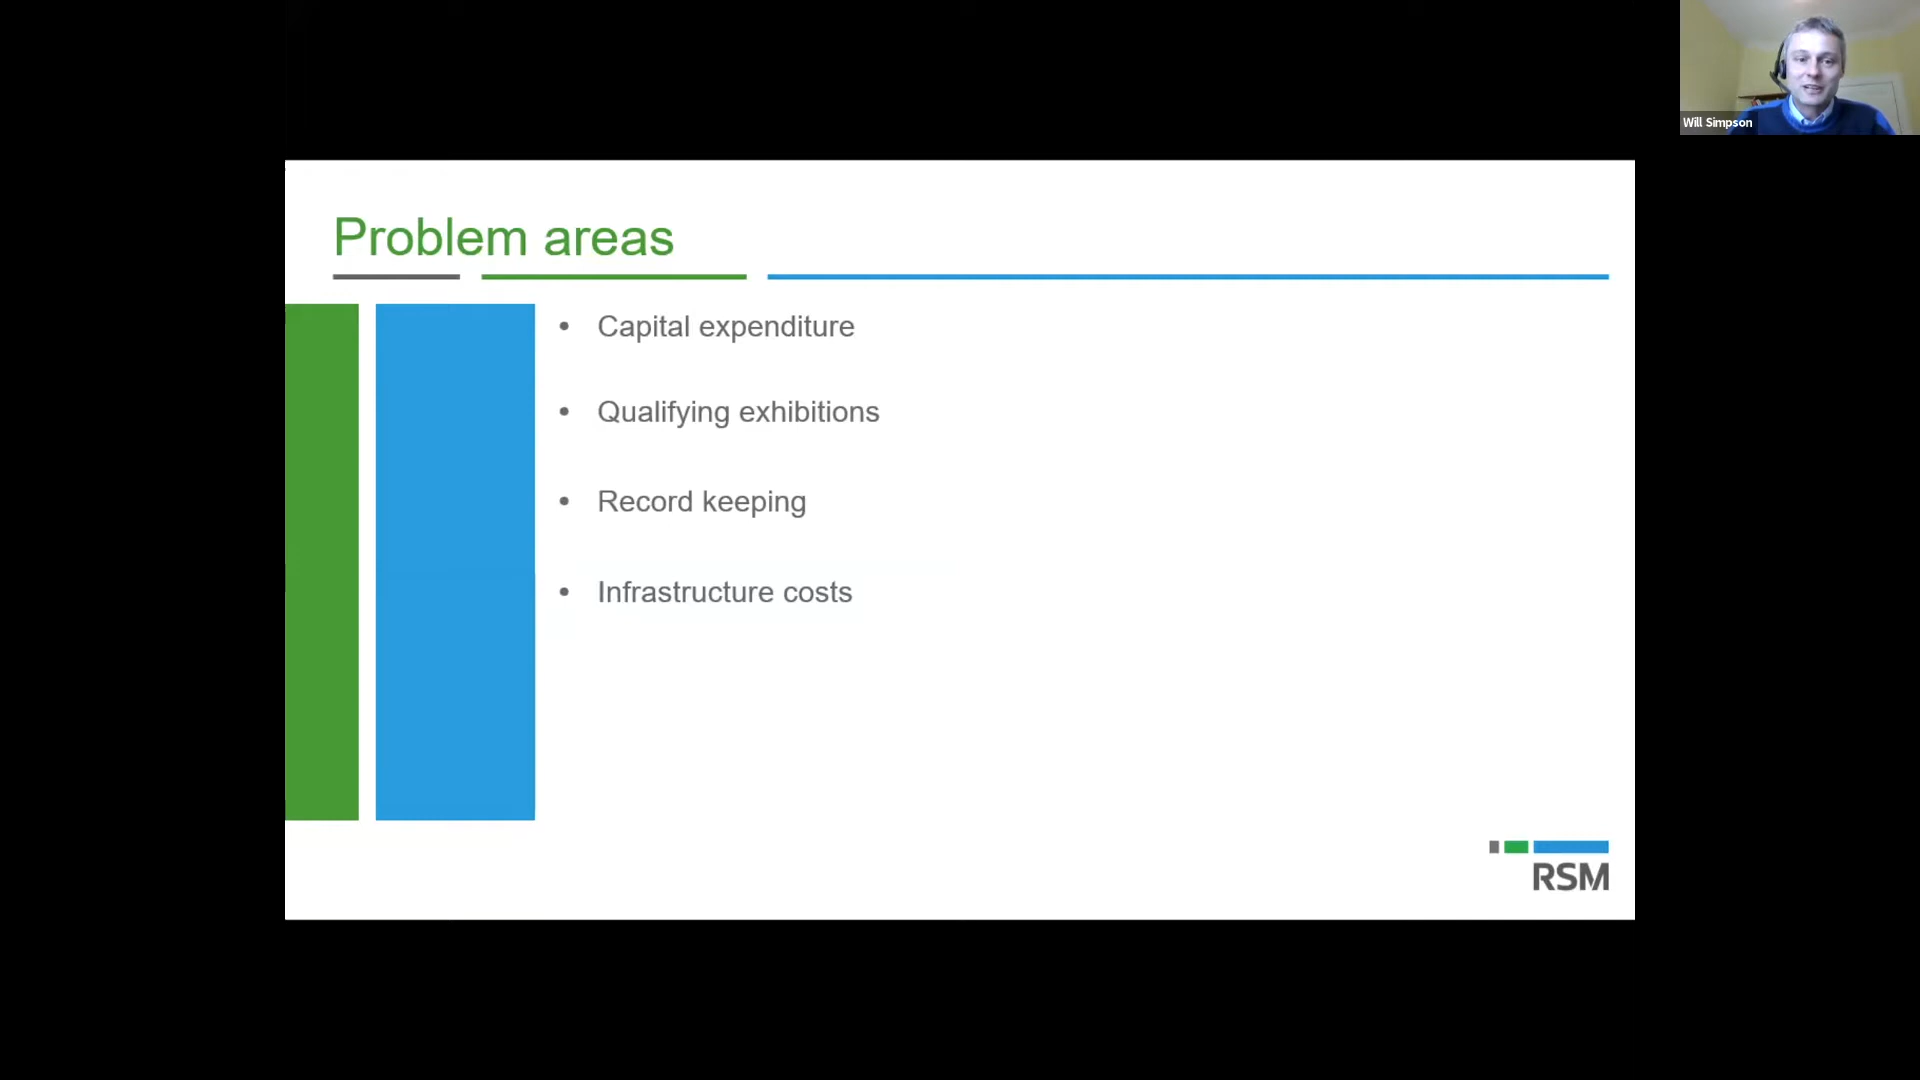 Will Simpson
Problem areas
• Capital expenditure
• Qualifying exhibitions
• Record keeping
• Infrastructure costs
RSM